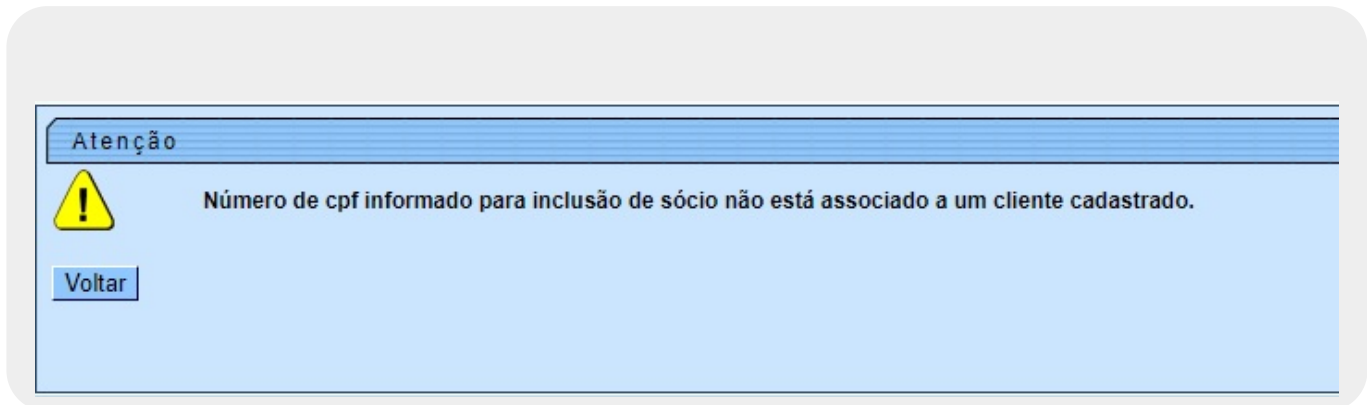 Atenção
Número de cpf informado para inclusão de sócio não está associado a um cliente cadastrado.
Voltar